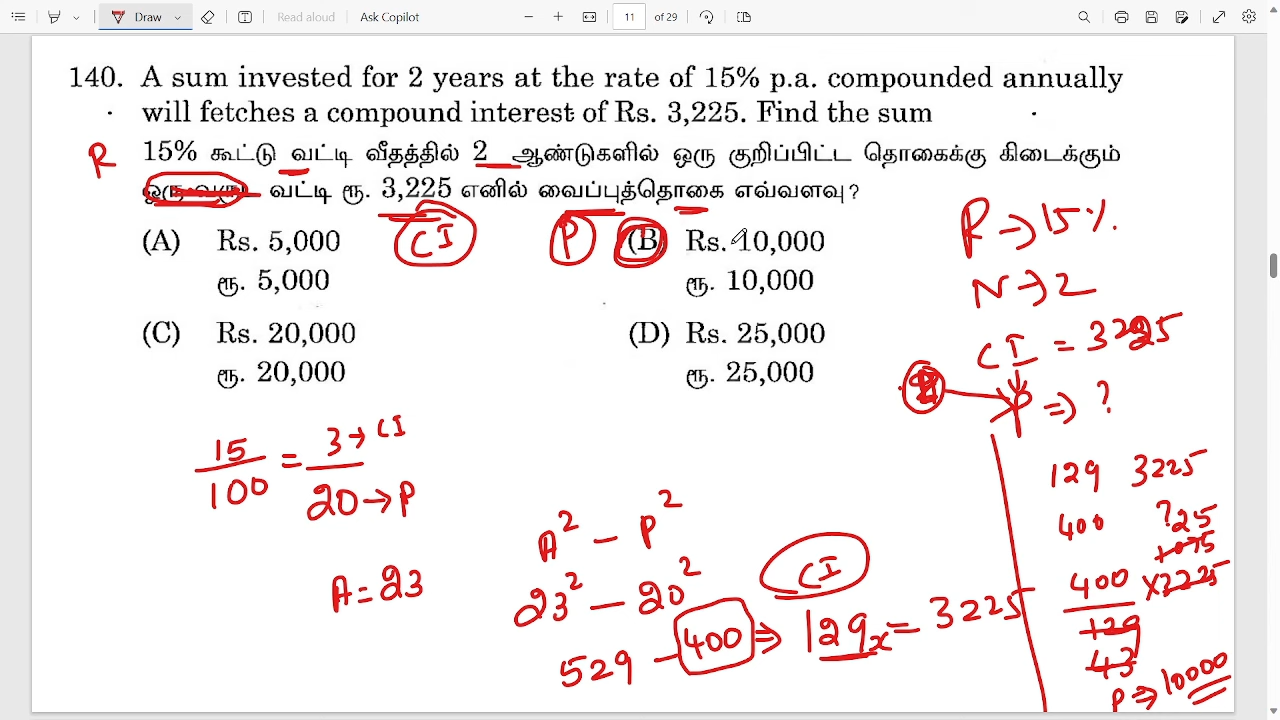 Draw
Read aloud
Ask Copilot
11 of 29
140. A sum invested for 2 years at the rate of 15% p.a. compounded annually
will fetches a compound interest of Rs. 3,225. Find the sum
R 15% கூட்டு வட்டி வீதத்தில் 2 ஆண்டுகளில் ஒரு குறிப்பிட்ட தொகைக்கு கிடைக்கும்
வட்டி ரூ. 3,225 எனில் வைப்புத்தொகை எவ்வளவு?
(A) Rs. 5,000 CI P (B) Rs. 10,000
ரூ. 5,000 ரூ. 10,000
(C) Rs. 20,000 (D) Rs. 25,000
ரூ. 20,000 ரூ. 25,000
R → 15%
N → 2
CI = 3225
P ⇒ ?
15/100 = 3 → CI
20 → P
A = 23
A² - P²
23² - 20² CI
529 - 400 ⇒ 129x = 3225
129 3225
400 ? 25
400 × 3225
129
43
P ⇒ 10000